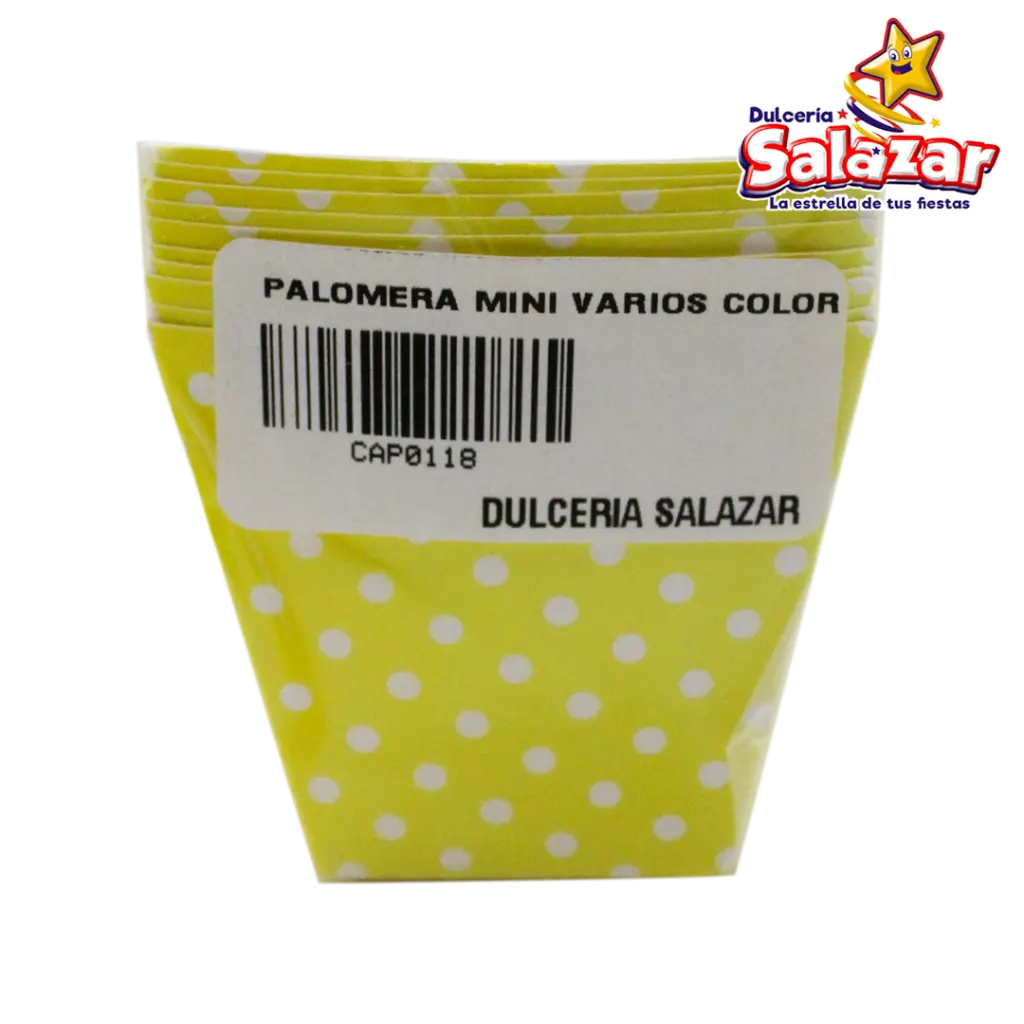 Dulcería
Salazar
La estrella de tus fiestas
PALOMERA MINI VARIOS COLOR
CAP0118
DULCERIA SALAZAR